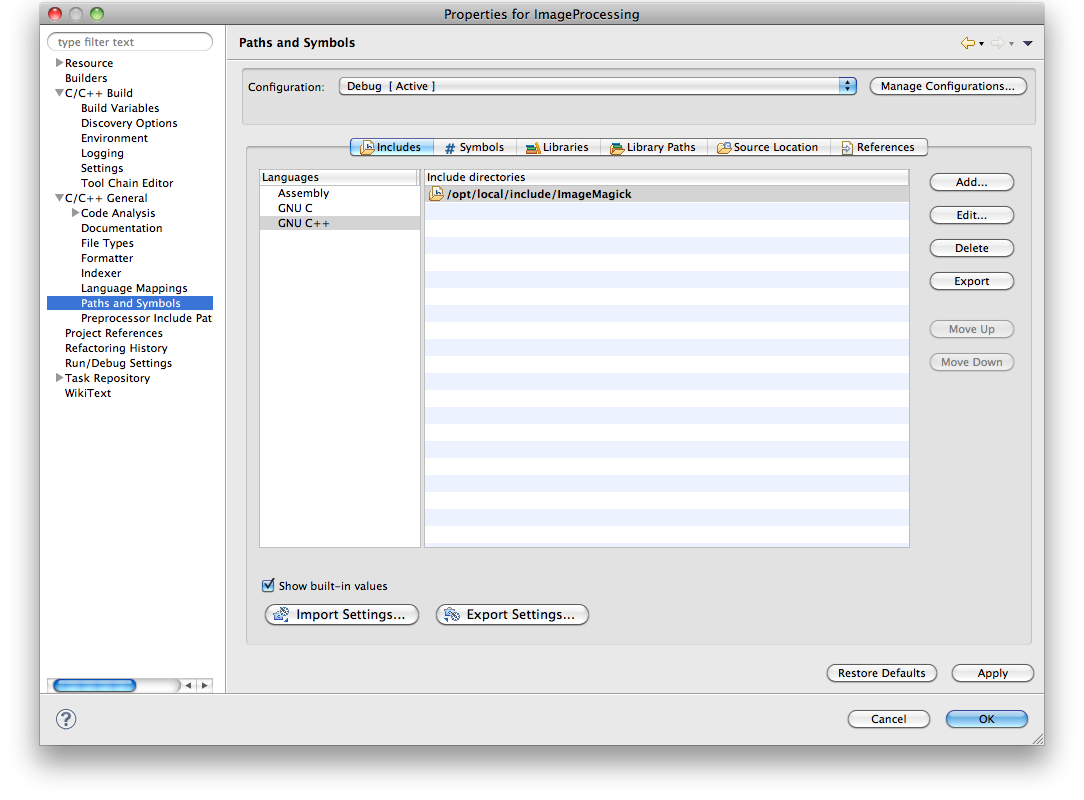 Properties for ImageProcessing
type filter text
Paths and Symbols
Resource
Builders
C/C++ Build
Build Variables
Discovery Options
Environment
Logging
Settings
Tool Chain Editor
C/C++ General
Code Analysis
Documentation
File Types
Formatter
Indexer
Language Mappings
Paths and Symbols
Preprocessor Include Pat
Project References
Refactoring History
Run/Debug Settings
Task Repository
WikiText
Configuration: Debug [ Active ] Manage Configurations...
Includes # Symbols Libraries Library Paths Source Location References
Languages
Assembly
GNU C
GNU C++
Include directories
/opt/local/include/ImageMagick
Add...
Edit...
Delete
Export
Move Up
Move Down
Show built-in values
Import Settings... Export Settings...
Restore Defaults Apply
? Cancel OK